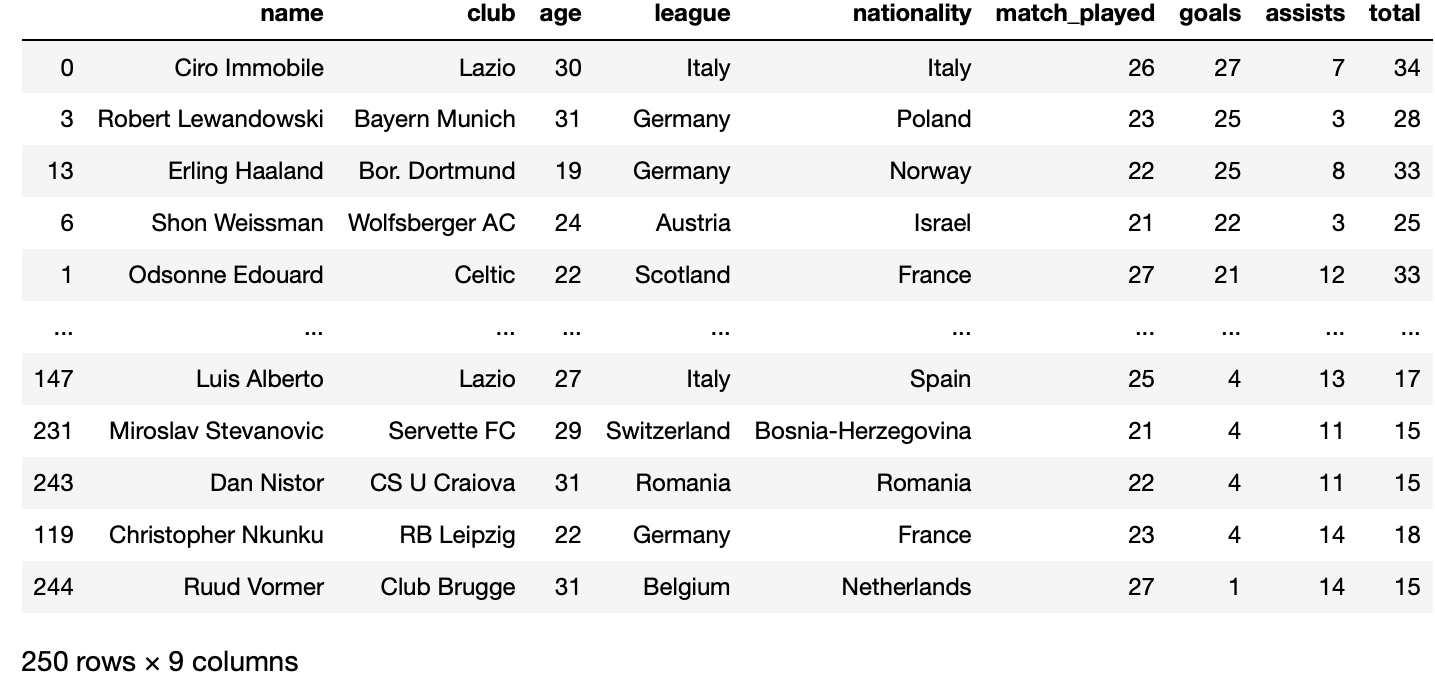 name club age league nationality match_played goals assists total
0 Ciro Immobile Lazio 30 Italy Italy 26 27 7 34
3 Robert Lewandowski Bayern Munich 31 Germany Poland 23 25 3 28
13 Erling Haaland Bor. Dortmund 19 Germany Norway 22 25 8 33
6 Shon Weissman Wolfsberger AC 24 Austria Israel 21 22 3 25
1 Odsonne Edouard Celtic 22 Scotland France 27 21 12 33
... ... ... ... ... ... ... ... ... ...
147 Luis Alberto Lazio 27 Italy Spain 25 4 13 17
231 Miroslav Stevanovic Servette FC 29 Switzerland Bosnia-Herzegovina 21 4 11 15
243 Dan Nistor CS U Craiova 31 Romania Romania 22 4 11 15
119 Christopher Nkunku RB Leipzig 22 Germany France 23 4 14 18
244 Ruud Vormer Club Brugge 31 Belgium Netherlands 27 1 14 15
250 rows × 9 columns